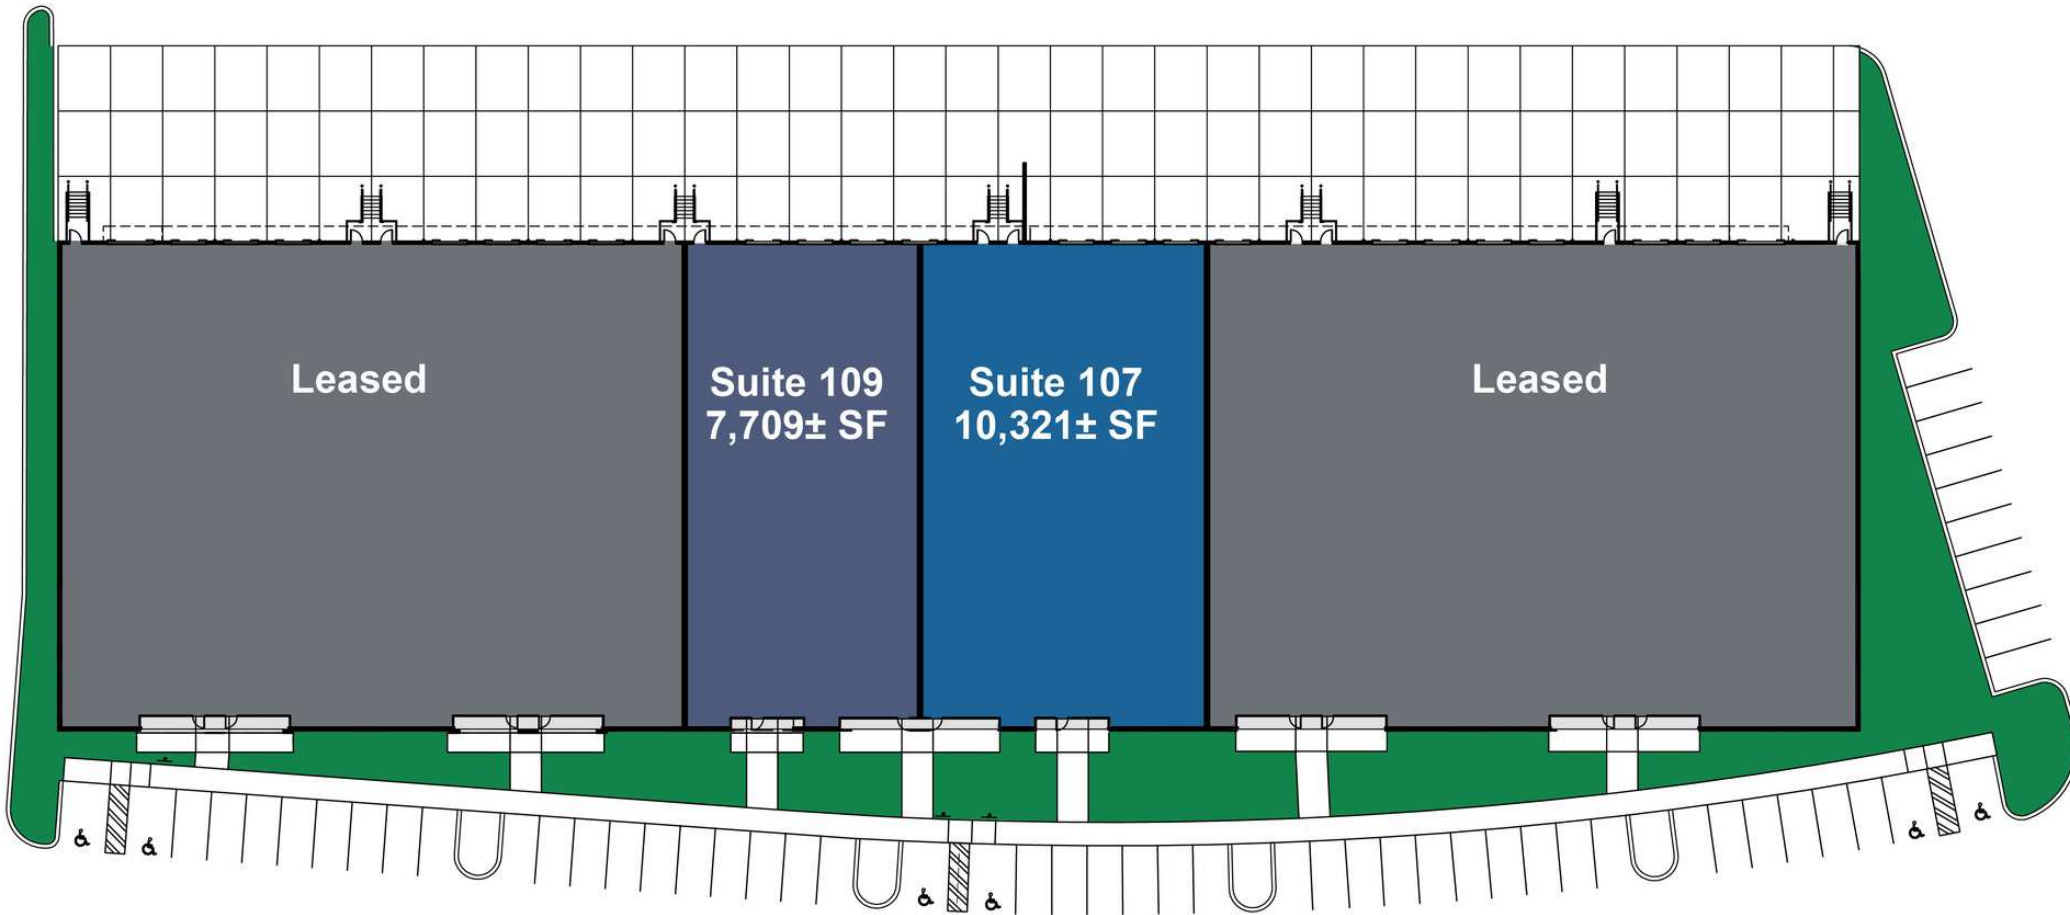 Leased
Suite 109
7,709± SF
Suite 107
10,321± SF
Leased